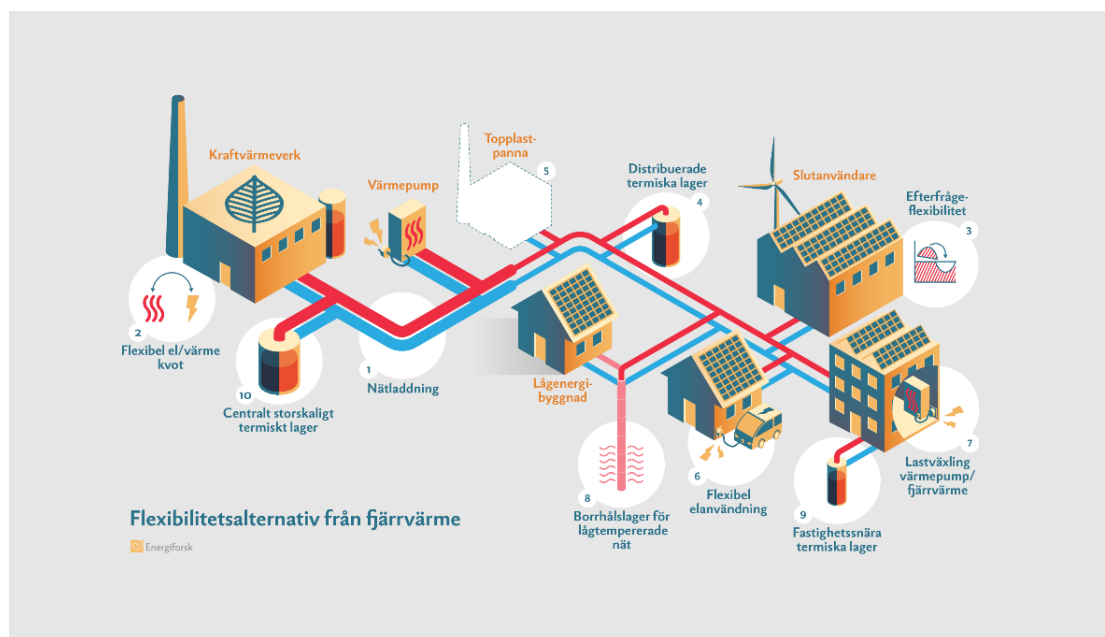 Kraftvärmeverk
Värmepump
Topplast-
panna
5
Distribuerade
termiska lager
4
Slutanvändare
Efterfråge-
flexibilitet
3
2
Flexibel el/värme
kvot
10
Centralt storskaligt
termiskt lager
1
Nätladdning
Lågenergi-
byggnad
8
Borrhålslager för
lågtempererade
nät
6
Flexibel
elanvändning
7
Lastväxling
värmepump/
fjärrvärme
9
Fastighetsnära
termiska lager
Flexibilitetsalternativ från fjärrvärme
Energiforsk